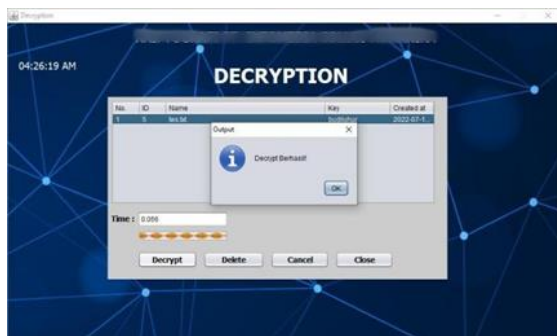 Decryption
04:26:19 AM
DECRYPTION
No. ID Name Key Created at
1 5 tes.txt 2022-07-1...
Output
Decrypt Berhasil!
OK
Time : 0.066
Decrypt Delete Cancel Close